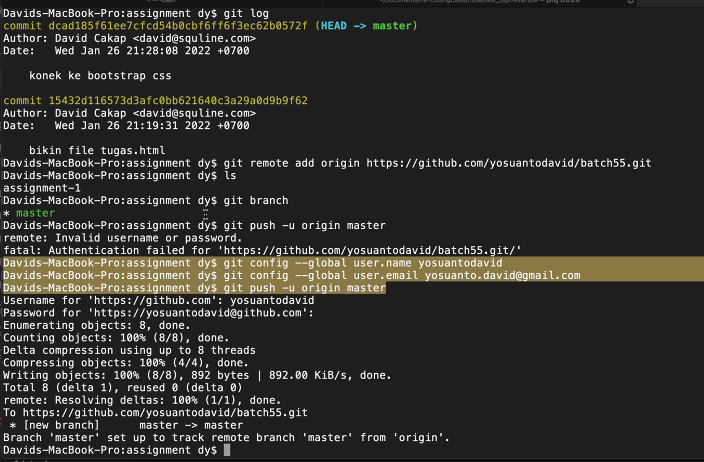 Davids-MacBook-Pro:assignment dy$ git log
commit dcad185f61ee7cfcfd54b0cbf6ff6f3ec62b0572f (HEAD -> master)
Author: David Cakap <david@squline.com>
Date:   Wed Jan 26 21:28:08 2022 +0700
konek ke bootstrap css
commit 15432d116573d3afc0bb621640c3a29a0d9b9f62
Author: David Cakap <david@squline.com>
Date:   Wed Jan 26 21:19:31 2022 +0700
bikin file tugas.html
Davids-MacBook-Pro:assignment dy$ git remote add origin https://github.com/yosuantodavid/batch55.git
Davids-MacBook-Pro:assignment dy$ ls
assignment-1
Davids-MacBook-Pro:assignment dy$ git branch
* master
Davids-MacBook-Pro:assignment dy$ git push -u origin master
remote: Invalid username or password.
fatal: Authentication failed for 'https://github.com/yosuantodavid/batch55.git/'
Davids-MacBook-Pro:assignment dy$ git config --global user.name yosuantodavid
Davids-MacBook-Pro:assignment dy$ git config --global user.email yosuanto.david@gmail.com
Davids-MacBook-Pro:assignment dy$ git push -u origin master
Username for 'https://github.com': yosuantodavid
Password for 'https://yosuantodavid@github.com':
Enumerating objects: 8, done.
Counting objects: 100% (8/8), done.
Delta compression using up to 8 threads
Compressing objects: 100% (4/4), done.
Writing objects: 100% (8/8), 892 bytes | 892.00 KiB/s, done.
Total 8 (delta 1), reused 0 (delta 0)
remote: Resolving deltas: 100% (1/1), done.
To https://github.com/yosuantodavid/batch55.git
* [new branch]      master -> master
Branch 'master' set up to track remote branch 'master' from 'origin'.
Davids-MacBook-Pro:assignment dy$